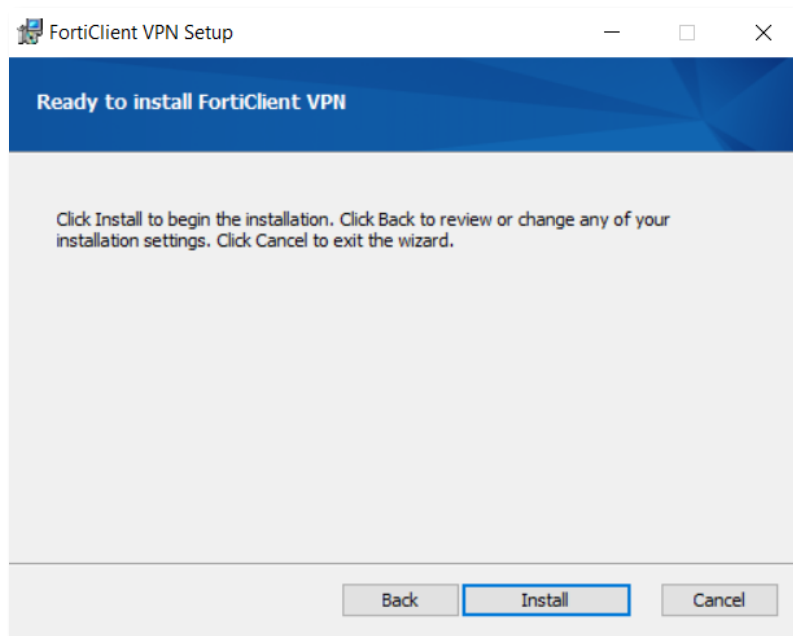 FortiClient VPN Setup
Ready to install FortiClient VPN
Click Install to begin the installation. Click Back to review or change any of your
installation settings. Click Cancel to exit the wizard.
Back Install Cancel